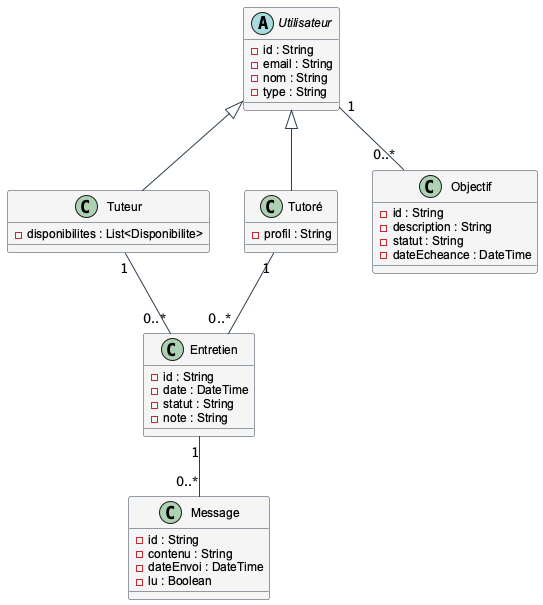 A Utilisateur
id : String
email : String
nom : String
type : String
1
0..*
C Tuteur
disponibilites : List<Disponibilite>
C Tutoré
profil : String
C Objectif
id : String
description : String
statut : String
dateEcheance : DateTime
1
1
0..*
0..*
C Entretien
id : String
date : DateTime
statut : String
note : String
1
0..*
C Message
id : String
contenu : String
dateEnvoi : DateTime
lu : Boolean